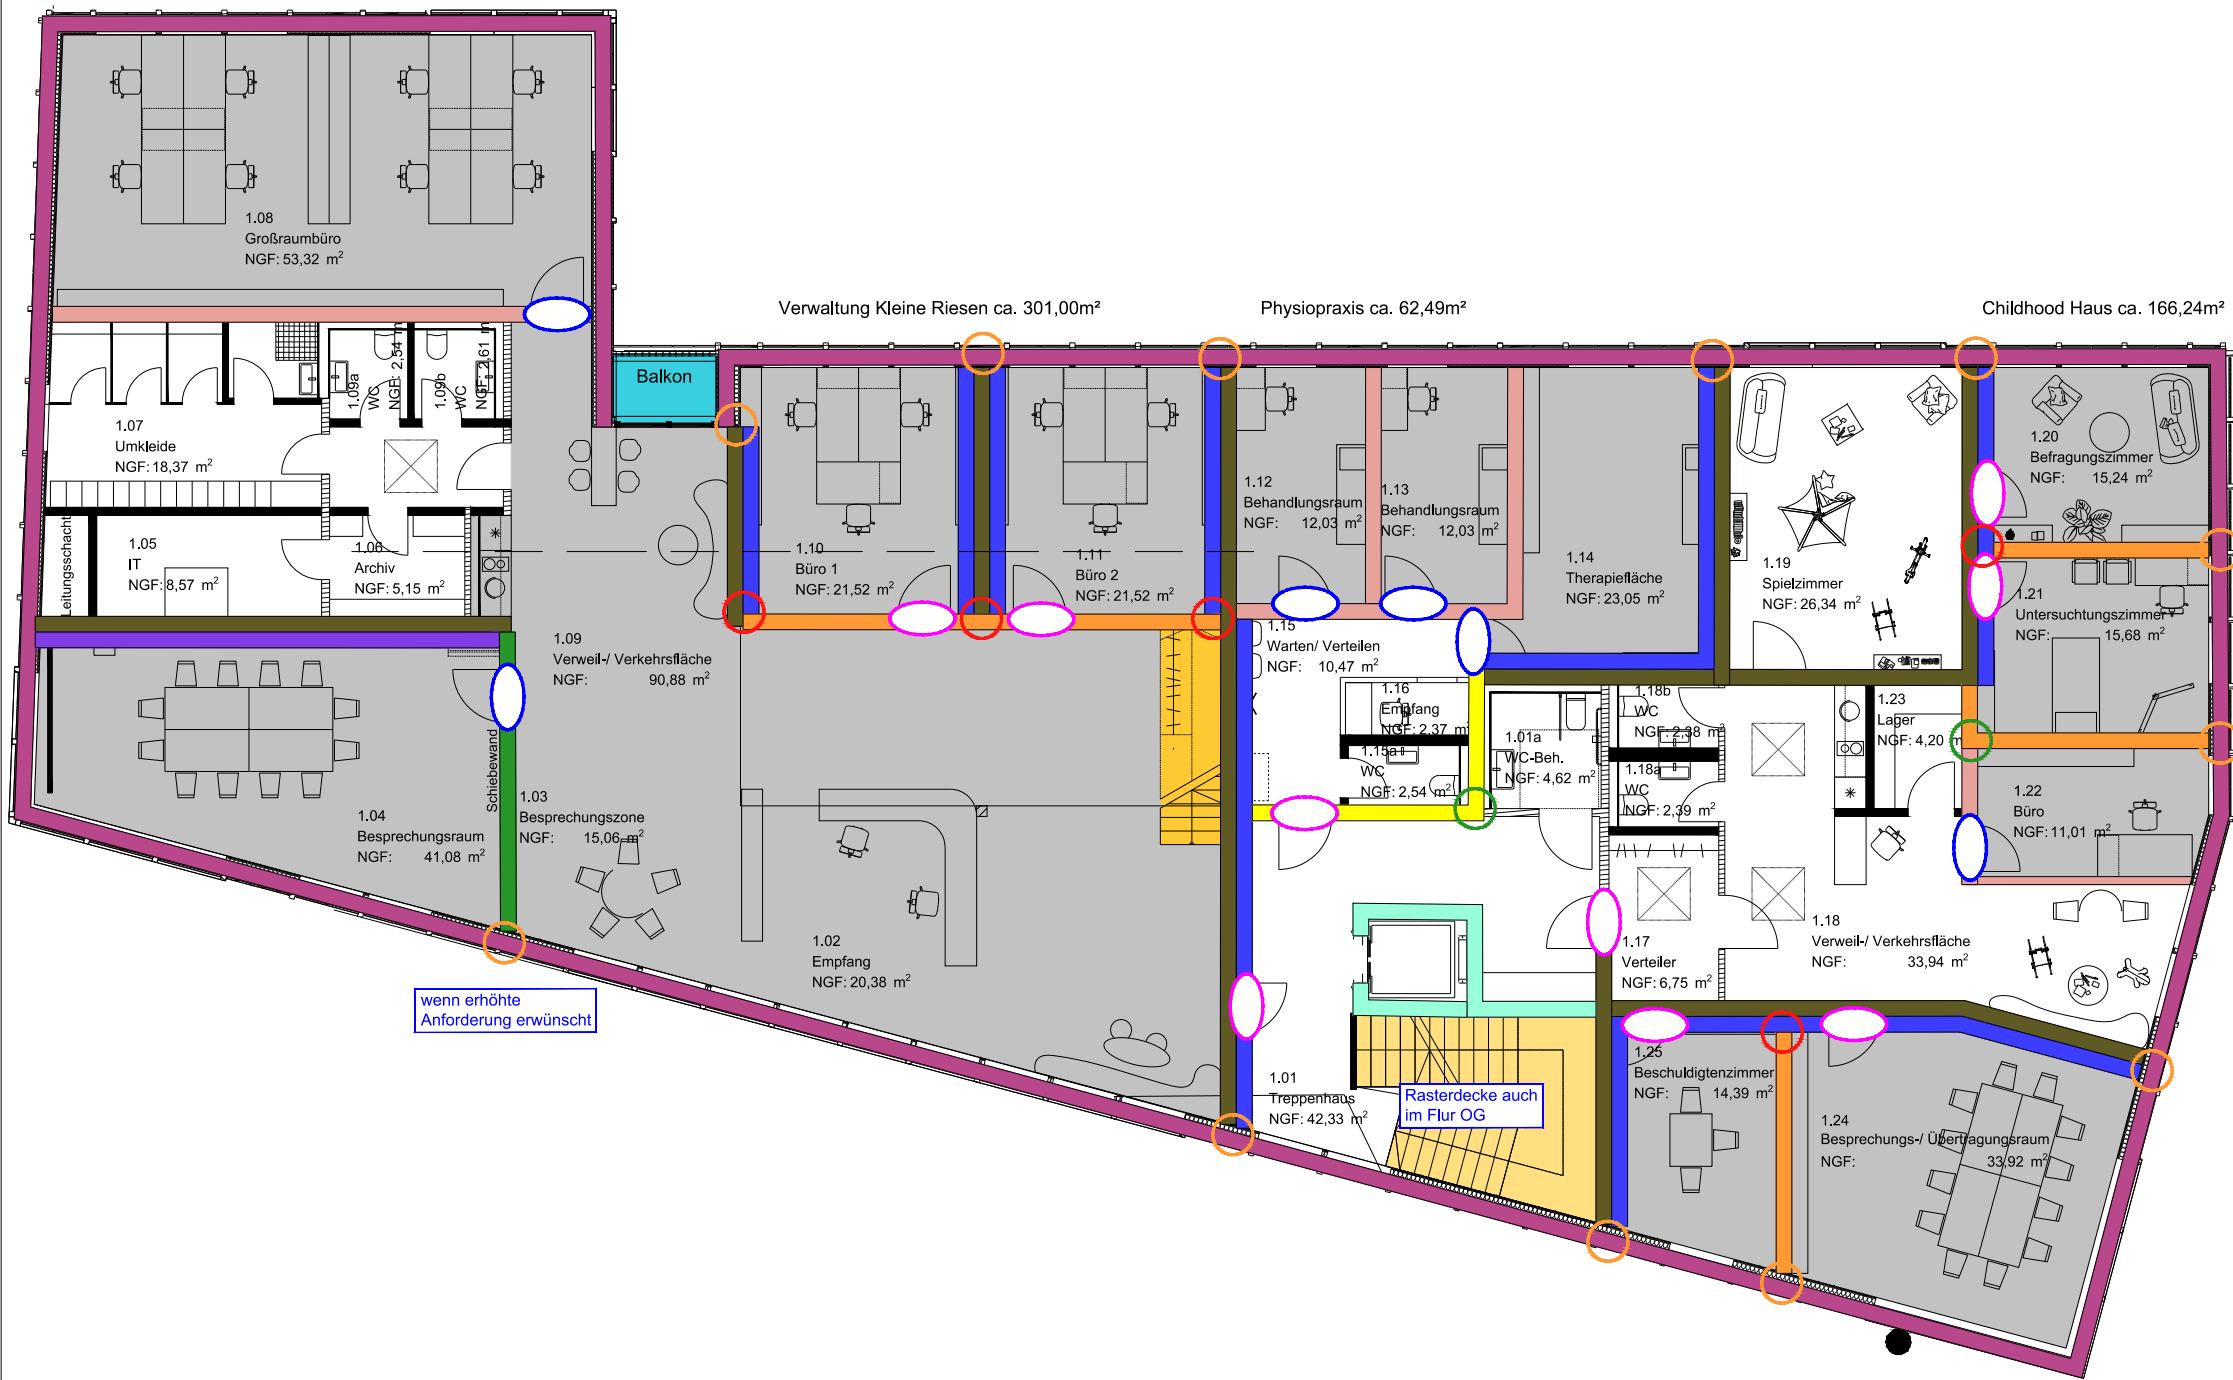 Verwaltung Kleine Riesen ca. 301,00m²
Physiopraxis ca. 62,49m²
Childhood Haus ca. 166,24m²
1.08
Großraumbüro
NGF: 53,32 m²
Balkon
1.07
Umkleide
NGF: 18,37 m²
1.09a
WC
NGF: 2,54 m²
1.09b
WC
NGF: 2,61 m²
Leitungsschacht
1.05
IT
NGF: 8,57 m²
1.06
Archiv
NGF: 5,15 m²
1.10
Büro 1
NGF: 21,52 m²
1.11
Büro 2
NGF: 21,52 m²
1.12
Behandlungsraum
NGF: 12,03 m²
1.13
Behandlungsraum
NGF: 12,03 m²
1.14
Therapiefläche
NGF: 23,05 m²
1.19
Spielzimmer
NGF: 26,34 m²
1.20
Befragungszimmer
NGF: 15,24 m²
1.21
Untersuchtungszimmer
NGF: 15,68 m²
1.09
Verweil-/ Verkehrsfläche
NGF: 90,88 m²
1.15
Warten/ Verteilen
NGF: 10,47 m²
1.16
Empfang
NGF: 2,37 m²
1.15a
WC
NGF: 2,54 m²
1.01a
WC-Beh.
NGF: 4,62 m²
1.18b
WC
NGF: 2,38 m²
1.18a
WC
NGF: 2,39 m²
1.23
Lager
NGF: 4,20 m
1.22
Büro
NGF: 11,01 m²
Schiebewand
1.04
Besprechungsraum
NGF: 41,08 m²
1.03
Besprechungszone
NGF: 15,06 m²
1.02
Empfang
NGF: 20,38 m²
1.17
Verteiler
NGF: 6,75 m²
1.18
Verweil-/ Verkehrsfläche
NGF: 33,94 m²
wenn erhöhte
Anforderung erwünscht
1.01
Treppenhaus
NGF: 42,33 m²
Rasterdecke auch
im Flur OG
1.25
Beschuldigtenzimmer
NGF: 14,39 m²
1.24
Besprechungs-/ Übertragungsraum
NGF: 33,92 m²